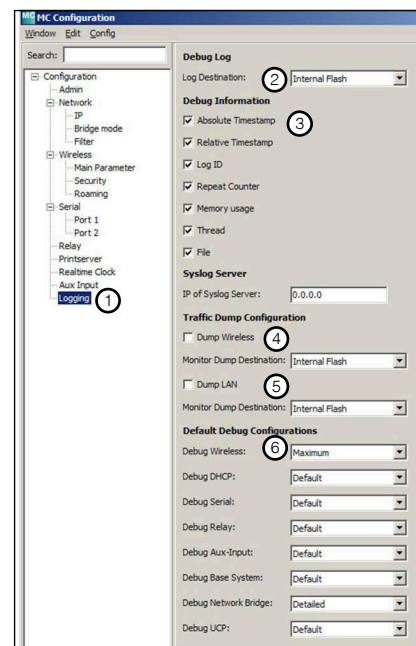 MC MC Configuration
Window Edit Config
Search:
Configuration
Admin
Network
IP
Bridge mode
Filter
Wireless
Main Parameter
Security
Roaming
Serial
Port 1
Port 2
Relay
Printserver
Realtime Clock
Aux Input
Logging 1
Debug Log
Log Destination: 2 Internal Flash
Debug Information
Absolute Timestamp 3
Relative Timestamp
Log ID
Repeat Counter
Memory usage
Thread
File
Syslog Server
IP of Syslog Server: 0.0.0.0
Traffic Dump Configuration
Dump Wireless 4
Monitor Dump Destination: Internal Flash
Dump LAN 5
Monitor Dump Destination: Internal Flash
Default Debug Configurations
Debug Wireless: 6 Maximum
Debug DHCP: Default
Debug Serial: Default
Debug Relay: Default
Debug Aux-Input: Default
Debug Base System: Default
Debug Network Bridge: Detailed
Debug UCP: Default